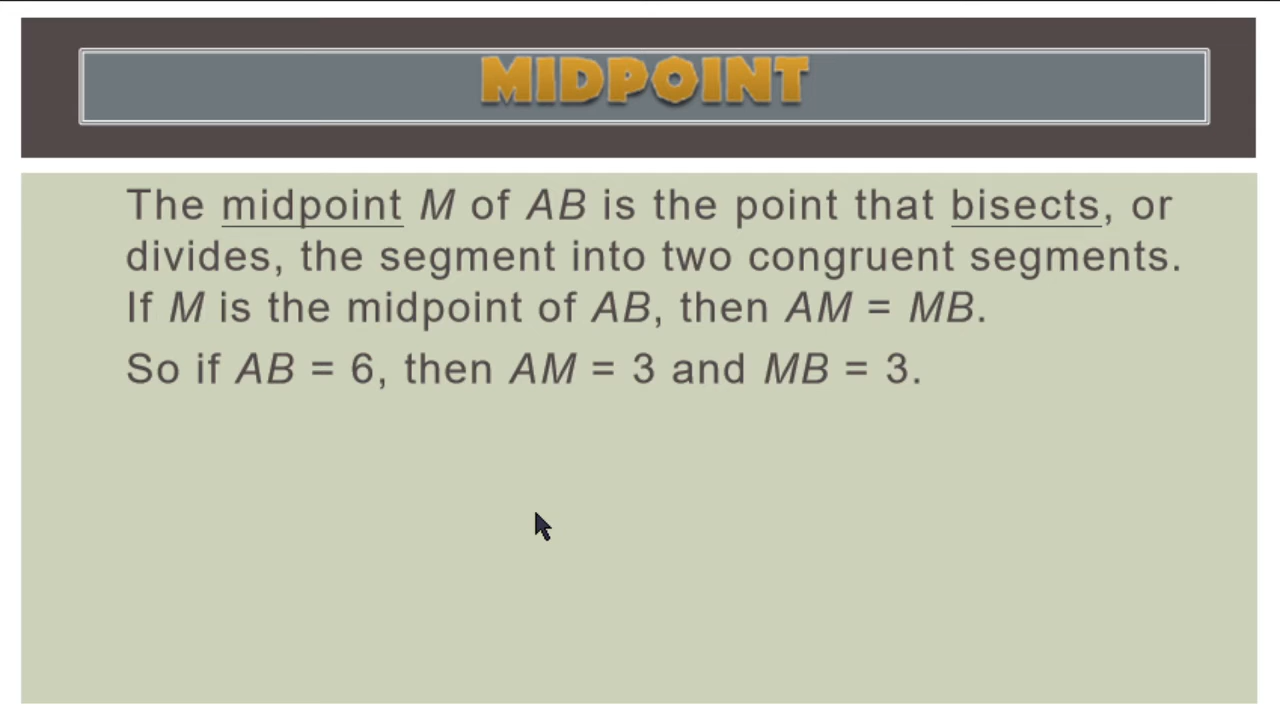 MIDPOINT
The midpoint M of AB is the point that bisects, or
divides, the segment into two congruent segments.
If M is the midpoint of AB, then AM = MB.
So if AB = 6, then AM = 3 and MB = 3.